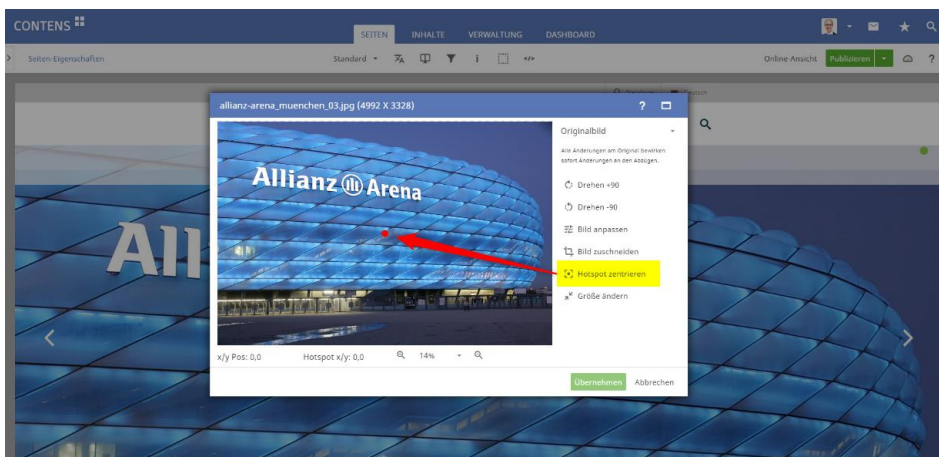 CONTENS
SEITEN INHALTE VERWALTUNG DASHBOARD
Seiten-Eigenschaften Standard i </> Online-Ansicht Publizieren ?
Deutsch
allianz-arena_muenchen_03.jpg (4992 X 3328) ?
Originalbild
Alle Änderungen am Original bewirken
sofort Änderungen an den Abzügen.
Allianz Arena
Drehen +90
Drehen -90
Bild anpassen
Bild zuschneiden
Hotspot zentrieren
Größe ändern
x/y Pos: 0,0 Hotspot x/y: 0,0 14%
Übernehmen Abbrechen
All